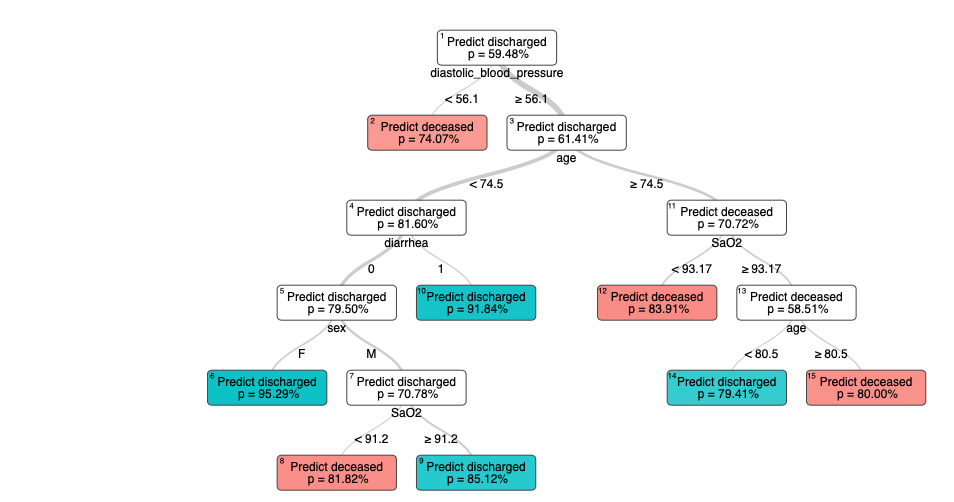 1 Predict discharged
p = 59.48%
diastolic_blood_pressure
< 56.1 ≥ 56.1
2 Predict deceased
p = 74.07%
3 Predict discharged
p = 61.41%
age
< 74.5 ≥ 74.5
4 Predict discharged
p = 81.60%
diarrhea
11 Predict deceased
p = 70.72%
SaO2
0 1
< 93.17 ≥ 93.17
5 Predict discharged
p = 79.50%
sex
10 Predict discharged
p = 91.84%
12 Predict deceased
p = 83.91%
13 Predict deceased
p = 58.51%
age
F M
< 80.5 ≥ 80.5
6 Predict discharged
p = 95.29%
7 Predict discharged
p = 70.78%
SaO2
14 Predict discharged
p = 79.41%
15 Predict deceased
p = 80.00%
< 91.2 ≥ 91.2
8 Predict deceased
p = 81.82%
9 Predict discharged
p = 85.12%